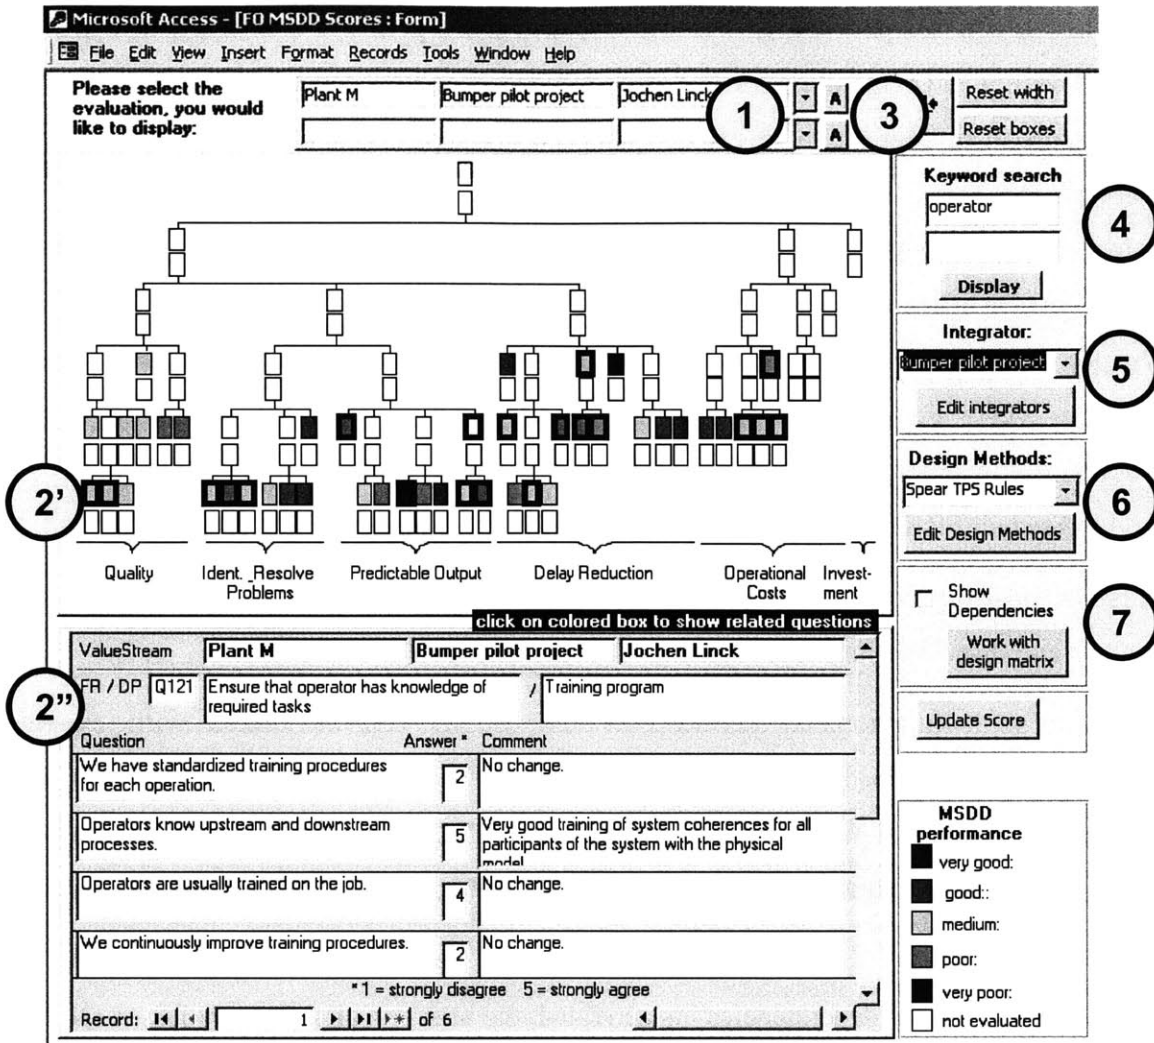 Microsoft Access - [FO MSDD Scores : Form]
File Edit View Insert Format Records Tools Window Help
Please select the
evaluation, you would
like to display:
Plant M
Bumper pilot project
Jochen Linck
1
A
A
3
Reset width
Reset boxes
Keyword search
operator
Display
4
Integrator:
Bumper pilot project
Edit integrators
5
Design Methods:
Spear TPS Rules
Edit Design Methods
6
Show
Dependencies
Work with
design matrix
7
Update Score
2'
Quality
Ident. _Resolve
Problems
Predictable Output
Delay Reduction
Operational
Costs
Invest-
ment
click on colored box to show related questions
ValueStream
Plant M
Bumper pilot project
Jochen Linck
2"
FR / DP
Q121
Ensure that operator has knowledge of
required tasks
/
Training program
Question
Answer *
Comment
We have standardized training procedures
for each operation.
2
No change.
Operators know upstream and downstream
processes.
5
Very good training of system coherences for all
participants of the system with the physical
model
Operators are usually trained on the job.
4
No change.
We continuously improve training procedures.
2
No change.
* 1 = strongly disagree 5 = strongly agree
Record:
1
of 6
MSDD
performance
very good:
good::
medium:
poor:
very poor:
not evaluated